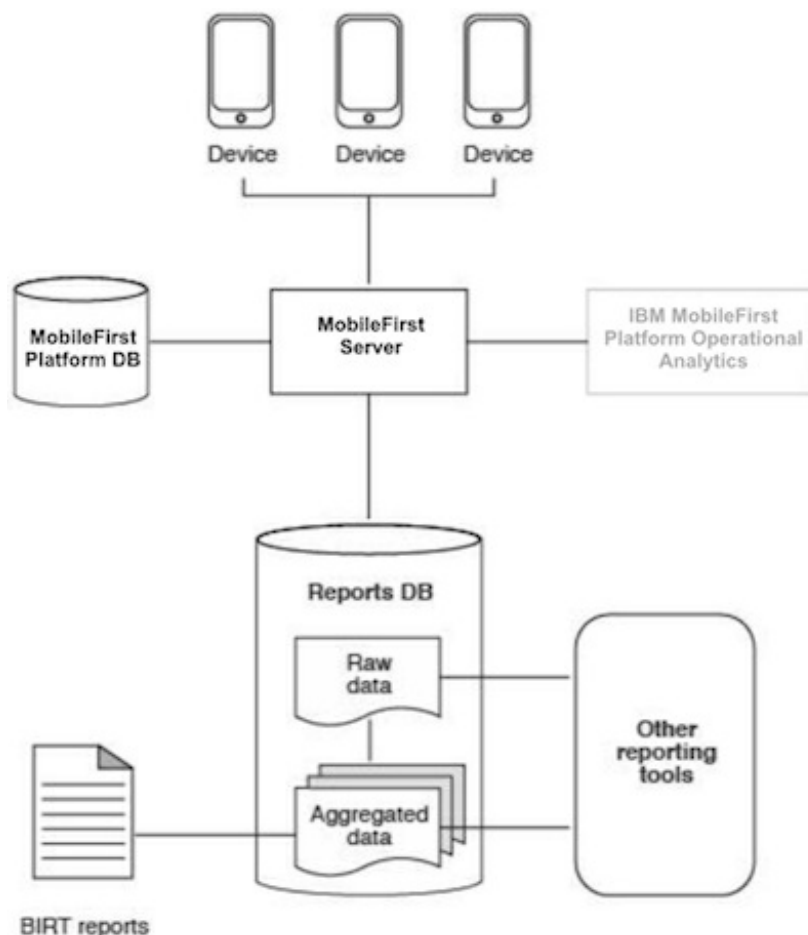 Device
Device
Device
MobileFirst
Platform DB
MobileFirst
Server
IBM MobileFirst
Platform Operational
Analytics
Reports DB
Raw
data
Aggregated
data
Other
reporting
tools
BIRT reports